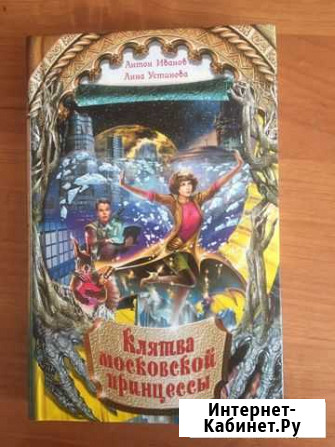 Антон Иванов
Анна Устинова
Клятва
московской
принцессы
Интернет-
Кабинет.Ру